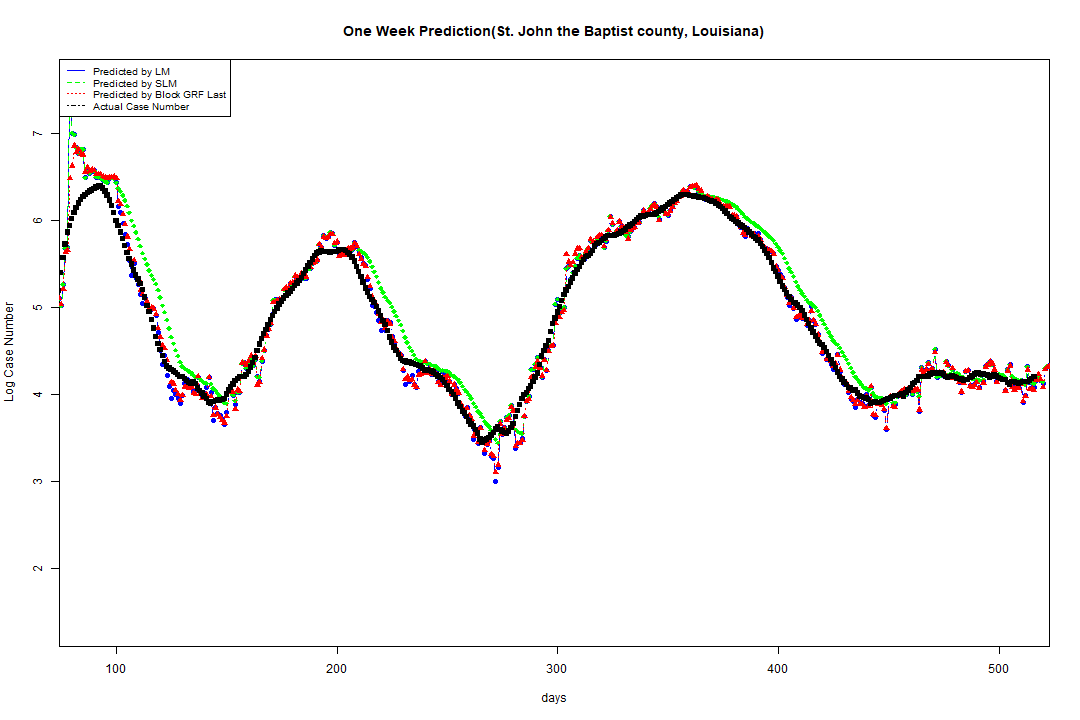 One Week Prediction(St. John the Baptist county, Louisiana)
Predicted by LM
Predicted by SLM
Predicted by Block GRF Last
Actual Case Number
7
6
5
4
3
2
Log Case Number
100 200 300 400 500
days